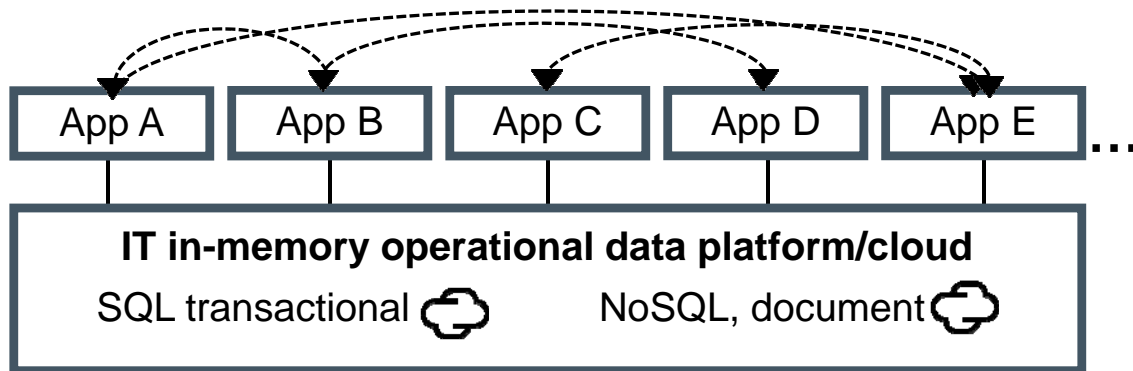 App A App B App C App D App E ...
IT in-memory operational data platform/cloud
SQL transactional NoSQL, document